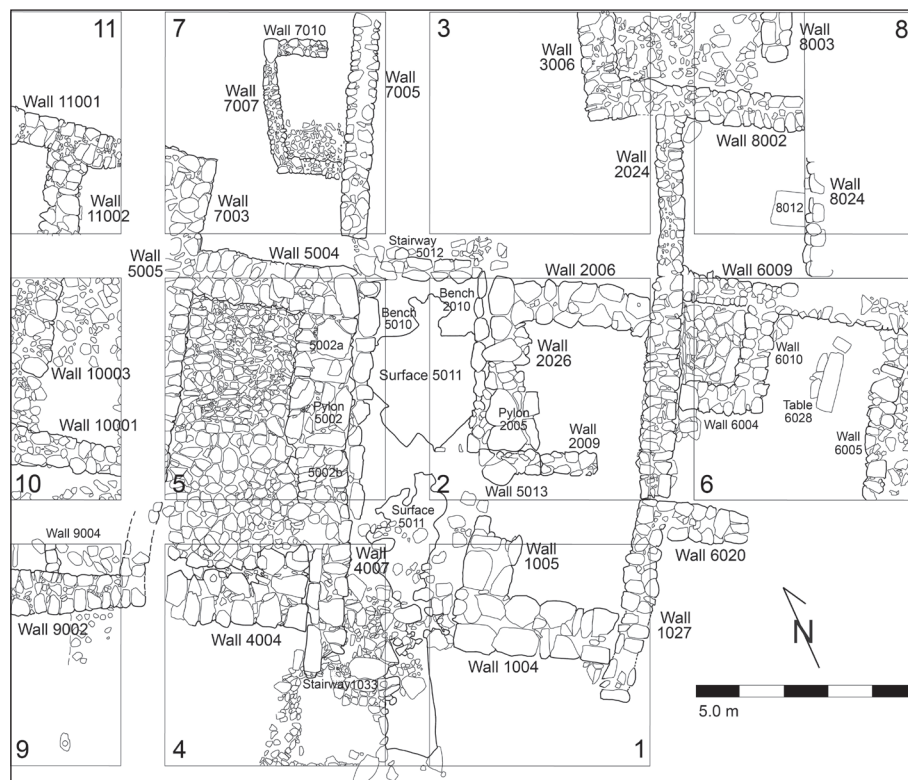 11
7
3
8
Wall 7010
Wall
8003
Wall
3006
Wall
7005
Wall
7007
Wall 11001
Wall 8002
Wall
2024
Wall
11002
Wall
7003
Wall
8024
8012
Stairway
5012
Wall 5004
Wall
5005
Wall 2006
Wall 6009
Bench
5010
Bench
2010
5002a
Wall
2026
Wall
6010
Surface 5011
Wall 10003
Pylon
5002
Pylon
2005
Table
6028
Wall 6004
Wall 10001
Wall
2009
Wall
6005
5002b
Wall 5013
10
5
2
6
Surface
5011
Wall 9004
Wall 6020
Wall
1005
Wall
4007
Wall 9002
Wall 4004
Wall
1027
N
Wall 1004
Stairway1033
5.0 m
9
4
1